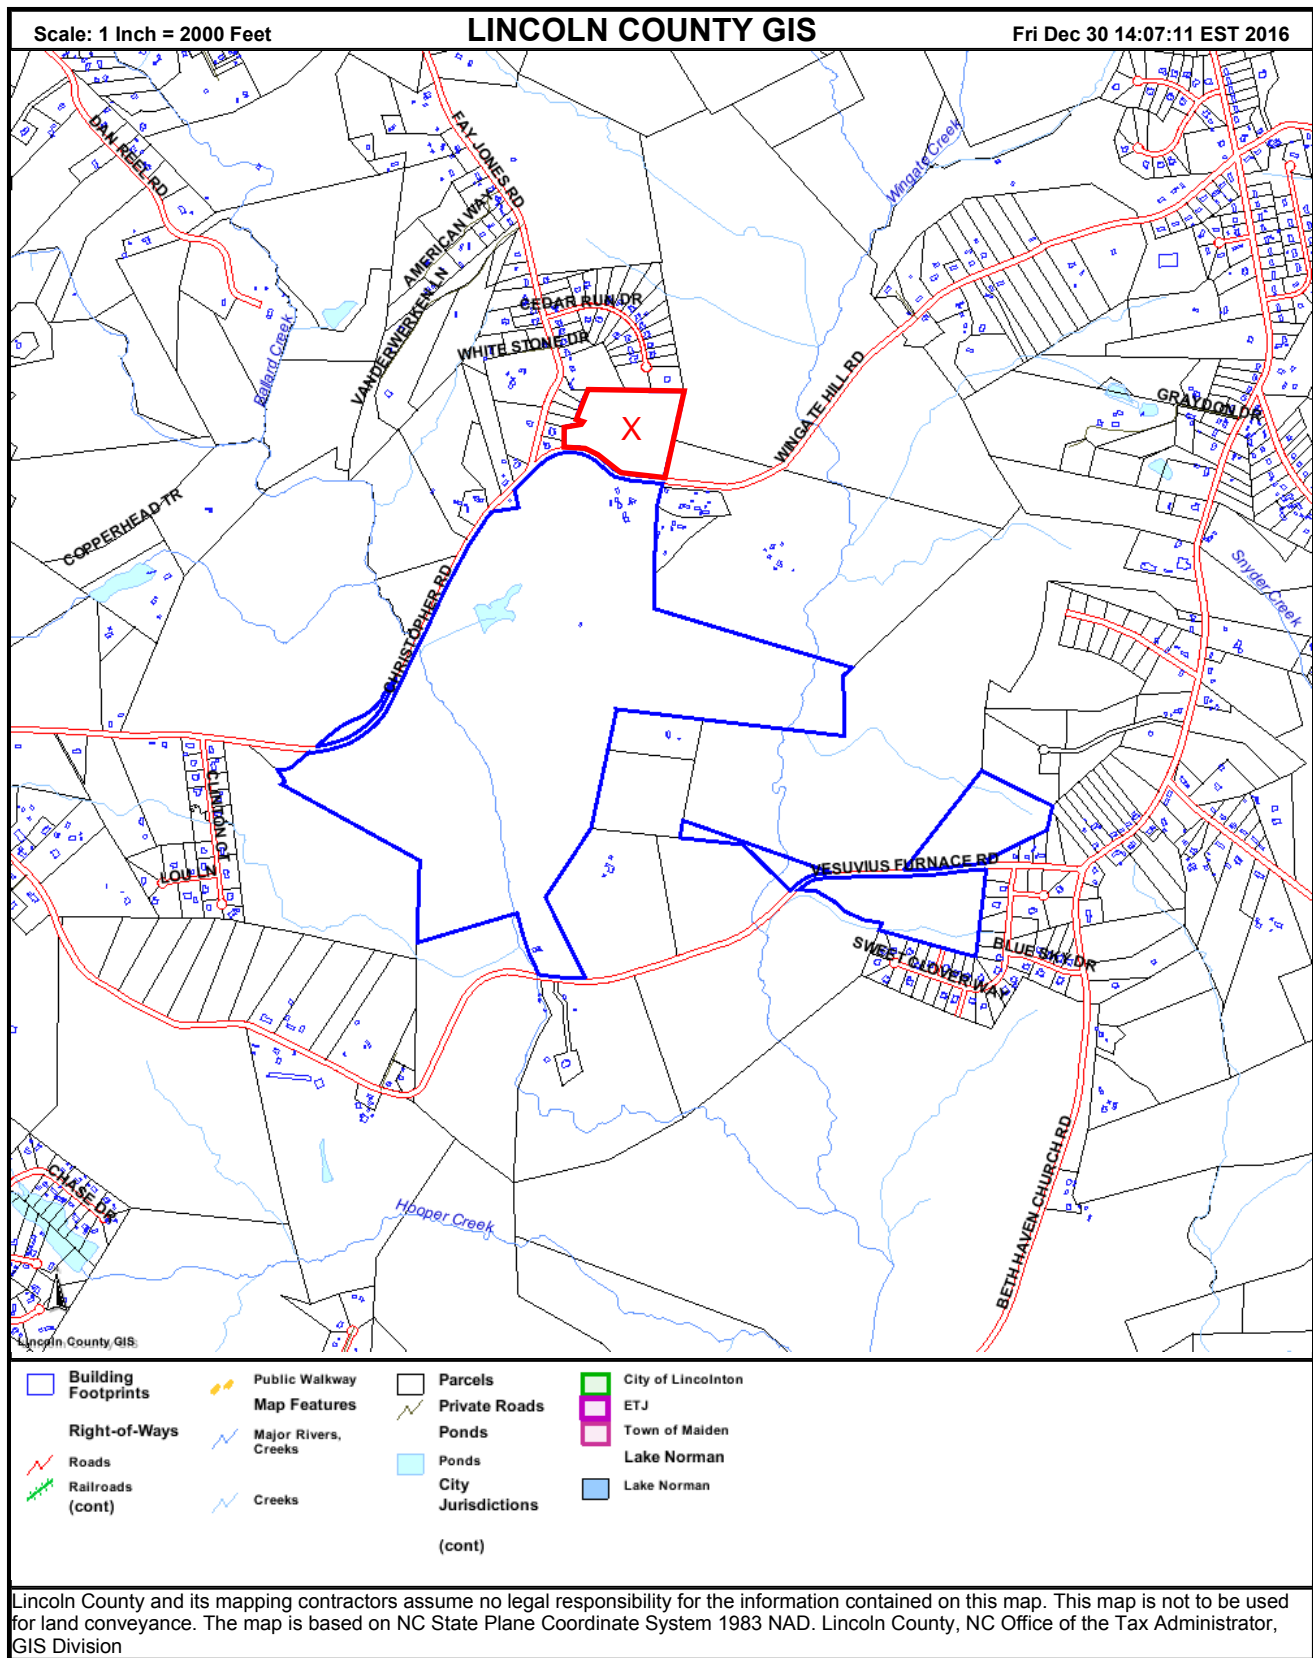 Scale: 1 Inch = 2000 Feet
LINCOLN COUNTY GIS
Fri Dec 30 14:07:11 EST 2016
DAN REEL RD
FAY JONES RD
Wingate Creek
AMERICAN WAY
VANDERWERKEN LN
CEDAR RUN DR
WHITE STONE DR
Ballard Creek
WINGATE HILL RD
GRAYDON DR
X
COPPERHEAD TR
Snyder Creek
CHRISTOPHER RD
CLINTON CT
LOU LN
VESUVIUS FURNACE RD
SWEET CLOVER WAY
BLUE SKY DR
BETH HAVEN CHURCH RD
CHASE DR
Hooper Creek
Lincoln County GIS
Building
Footprints
Right-of-Ways
Roads
Railroads
(cont)
Public Walkway
Map Features
Major Rivers,
Creeks
Creeks
Parcels
Private Roads
Ponds
Ponds
City
Jurisdictions
(cont)
City of Lincolnton
ETJ
Town of Maiden
Lake Norman
Lake Norman
Lincoln County and its mapping contractors assume no legal responsibility for the information contained on this map. This map is not to be used
for land conveyance. The map is based on NC State Plane Coordinate System 1983 NAD. Lincoln County, NC Office of the Tax Administrator,
GIS Division